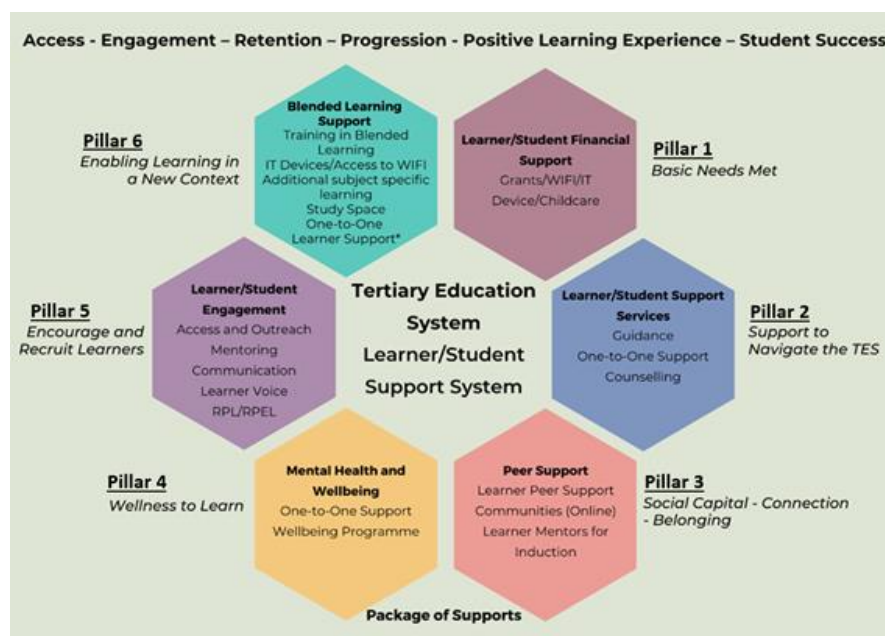 Access - Engagement – Retention – Progression - Positive Learning Experience – Student Success
Blended Learning
Support
Training in Blended
Learning
IT Devices/Access to WIFI
Additional subject specific
learning
Study Space
One-to-One
Learner Support*
Pillar 6
Enabling Learning in
a New Context
Learner/Student Financial
Support
Grants/WIFI/IT
Device/Childcare
Pillar 1
Basic Needs Met
Pillar 5
Encourage and
Recruit Learners
Learner/Student
Engagement
Access and Outreach
Mentoring
Communication
Learner Voice
RPL/RPEL
Tertiary Education
System
Learner/Student
Support System
Learner/Student Support
Services
Guidance
One-to-One Support
Counselling
Pillar 2
Support to
Navigate the TES
Pillar 4
Wellness to Learn
Mental Health and
Wellbeing
One-to-One Support
Wellbeing Programme
Peer Support
Learner Peer Support
Communities (Online)
Learner Mentors for
Induction
Pillar 3
Social Capital - Connection
- Belonging
Package of Supports